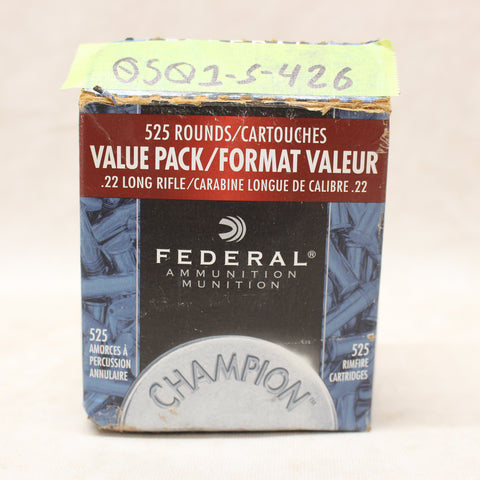 0501-5-426
525 ROUNDS/CARTOUCHES
VALUE PACK/FORMAT VALEUR
.22 LONG RIFLE/CARABINE LONGUE DE CALIBRE .22
FEDERAL®
AMMUNITION
MUNITION
525
AMORCES À
PERCUSSION
ANNULAIRE
CHAMPION™
525
RIMFIRE
CARTRIDGES